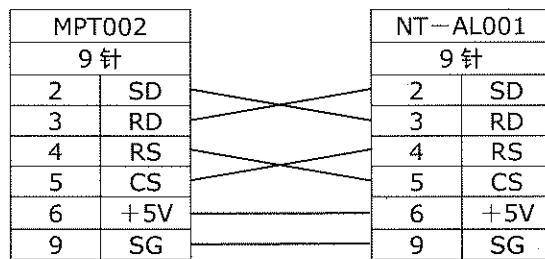 MPT002 NT-AL001
9 针 9 针
2 SD 2 SD
3 RD 3 RD
4 RS 4 RS
5 CS 5 CS
6 +5V 6 +5V
9 SG 9 SG